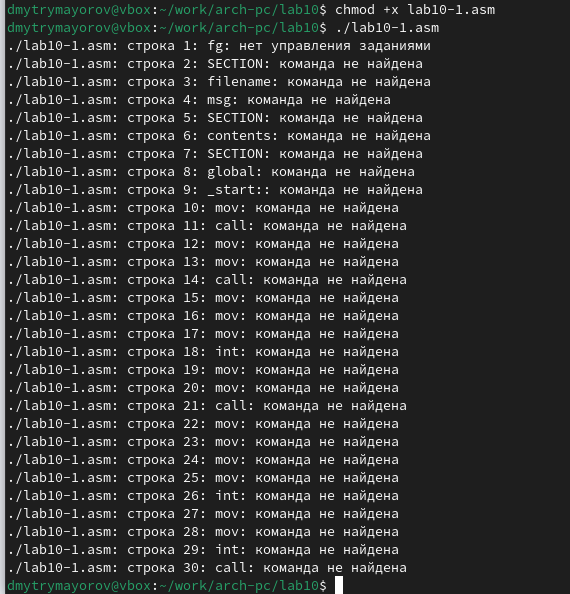 dmytrymayorov@vbox:~/work/arch-pc/lab10$ chmod +x lab10-1.asm
dmytrymayorov@vbox:~/work/arch-pc/lab10$ ./lab10-1.asm
./lab10-1.asm: строка 1: fg: нет управления заданиями
./lab10-1.asm: строка 2: SECTION: команда не найдена
./lab10-1.asm: строка 3: filename: команда не найдена
./lab10-1.asm: строка 4: msg: команда не найдена
./lab10-1.asm: строка 5: SECTION: команда не найдена
./lab10-1.asm: строка 6: contents: команда не найдена
./lab10-1.asm: строка 7: SECTION: команда не найдена
./lab10-1.asm: строка 8: global: команда не найдена
./lab10-1.asm: строка 9: _start:: команда не найдена
./lab10-1.asm: строка 10: mov: команда не найдена
./lab10-1.asm: строка 11: call: команда не найдена
./lab10-1.asm: строка 12: mov: команда не найдена
./lab10-1.asm: строка 13: mov: команда не найдена
./lab10-1.asm: строка 14: call: команда не найдена
./lab10-1.asm: строка 15: mov: команда не найдена
./lab10-1.asm: строка 16: mov: команда не найдена
./lab10-1.asm: строка 17: mov: команда не найдена
./lab10-1.asm: строка 18: int: команда не найдена
./lab10-1.asm: строка 19: mov: команда не найдена
./lab10-1.asm: строка 20: mov: команда не найдена
./lab10-1.asm: строка 21: call: команда не найдена
./lab10-1.asm: строка 22: mov: команда не найдена
./lab10-1.asm: строка 23: mov: команда не найдена
./lab10-1.asm: строка 24: mov: команда не найдена
./lab10-1.asm: строка 25: mov: команда не найдена
./lab10-1.asm: строка 26: int: команда не найдена
./lab10-1.asm: строка 27: mov: команда не найдена
./lab10-1.asm: строка 28: mov: команда не найдена
./lab10-1.asm: строка 29: int: команда не найдена
./lab10-1.asm: строка 30: call: команда не найдена
dmytrymayorov@vbox:~/work/arch-pc/lab10$